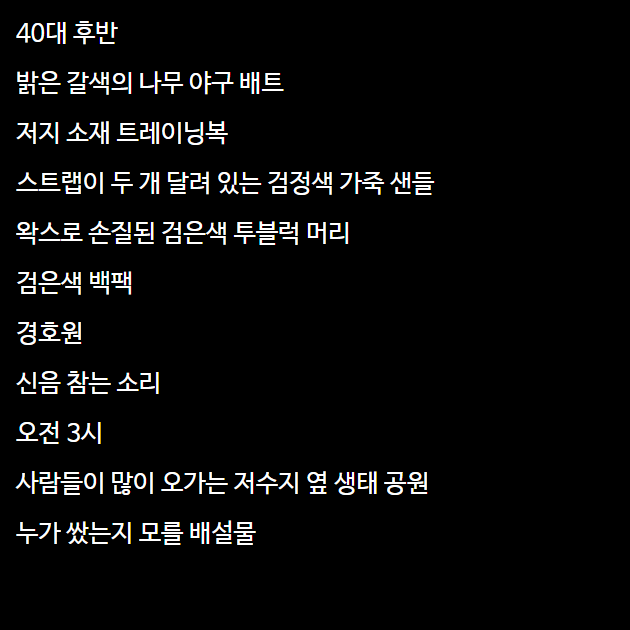 40대 후반
밝은 갈색의 나무 야구 배트
저지 소재 트레이닝복
스트랩이 두 개 달려 있는 검정색 가죽 샌들
왁스로 손질된 검은색 투블럭 머리
검은색 백팩
경호원
신음 참는 소리
오전 3시
사람들이 많이 오가는 저수지 옆 생태 공원
누가 쌌는지 모를 배설물